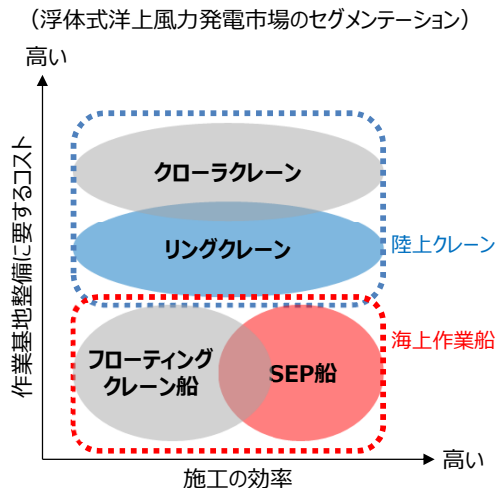 （浮体式洋上風力発電市場のセグメンテーション）
高い
作業基地整備に要するコスト
クローラクレーン
リングクレーン
陸上クレーン
海上作業船
フローティング
クレーン船
SEP船
高い
施工の効率